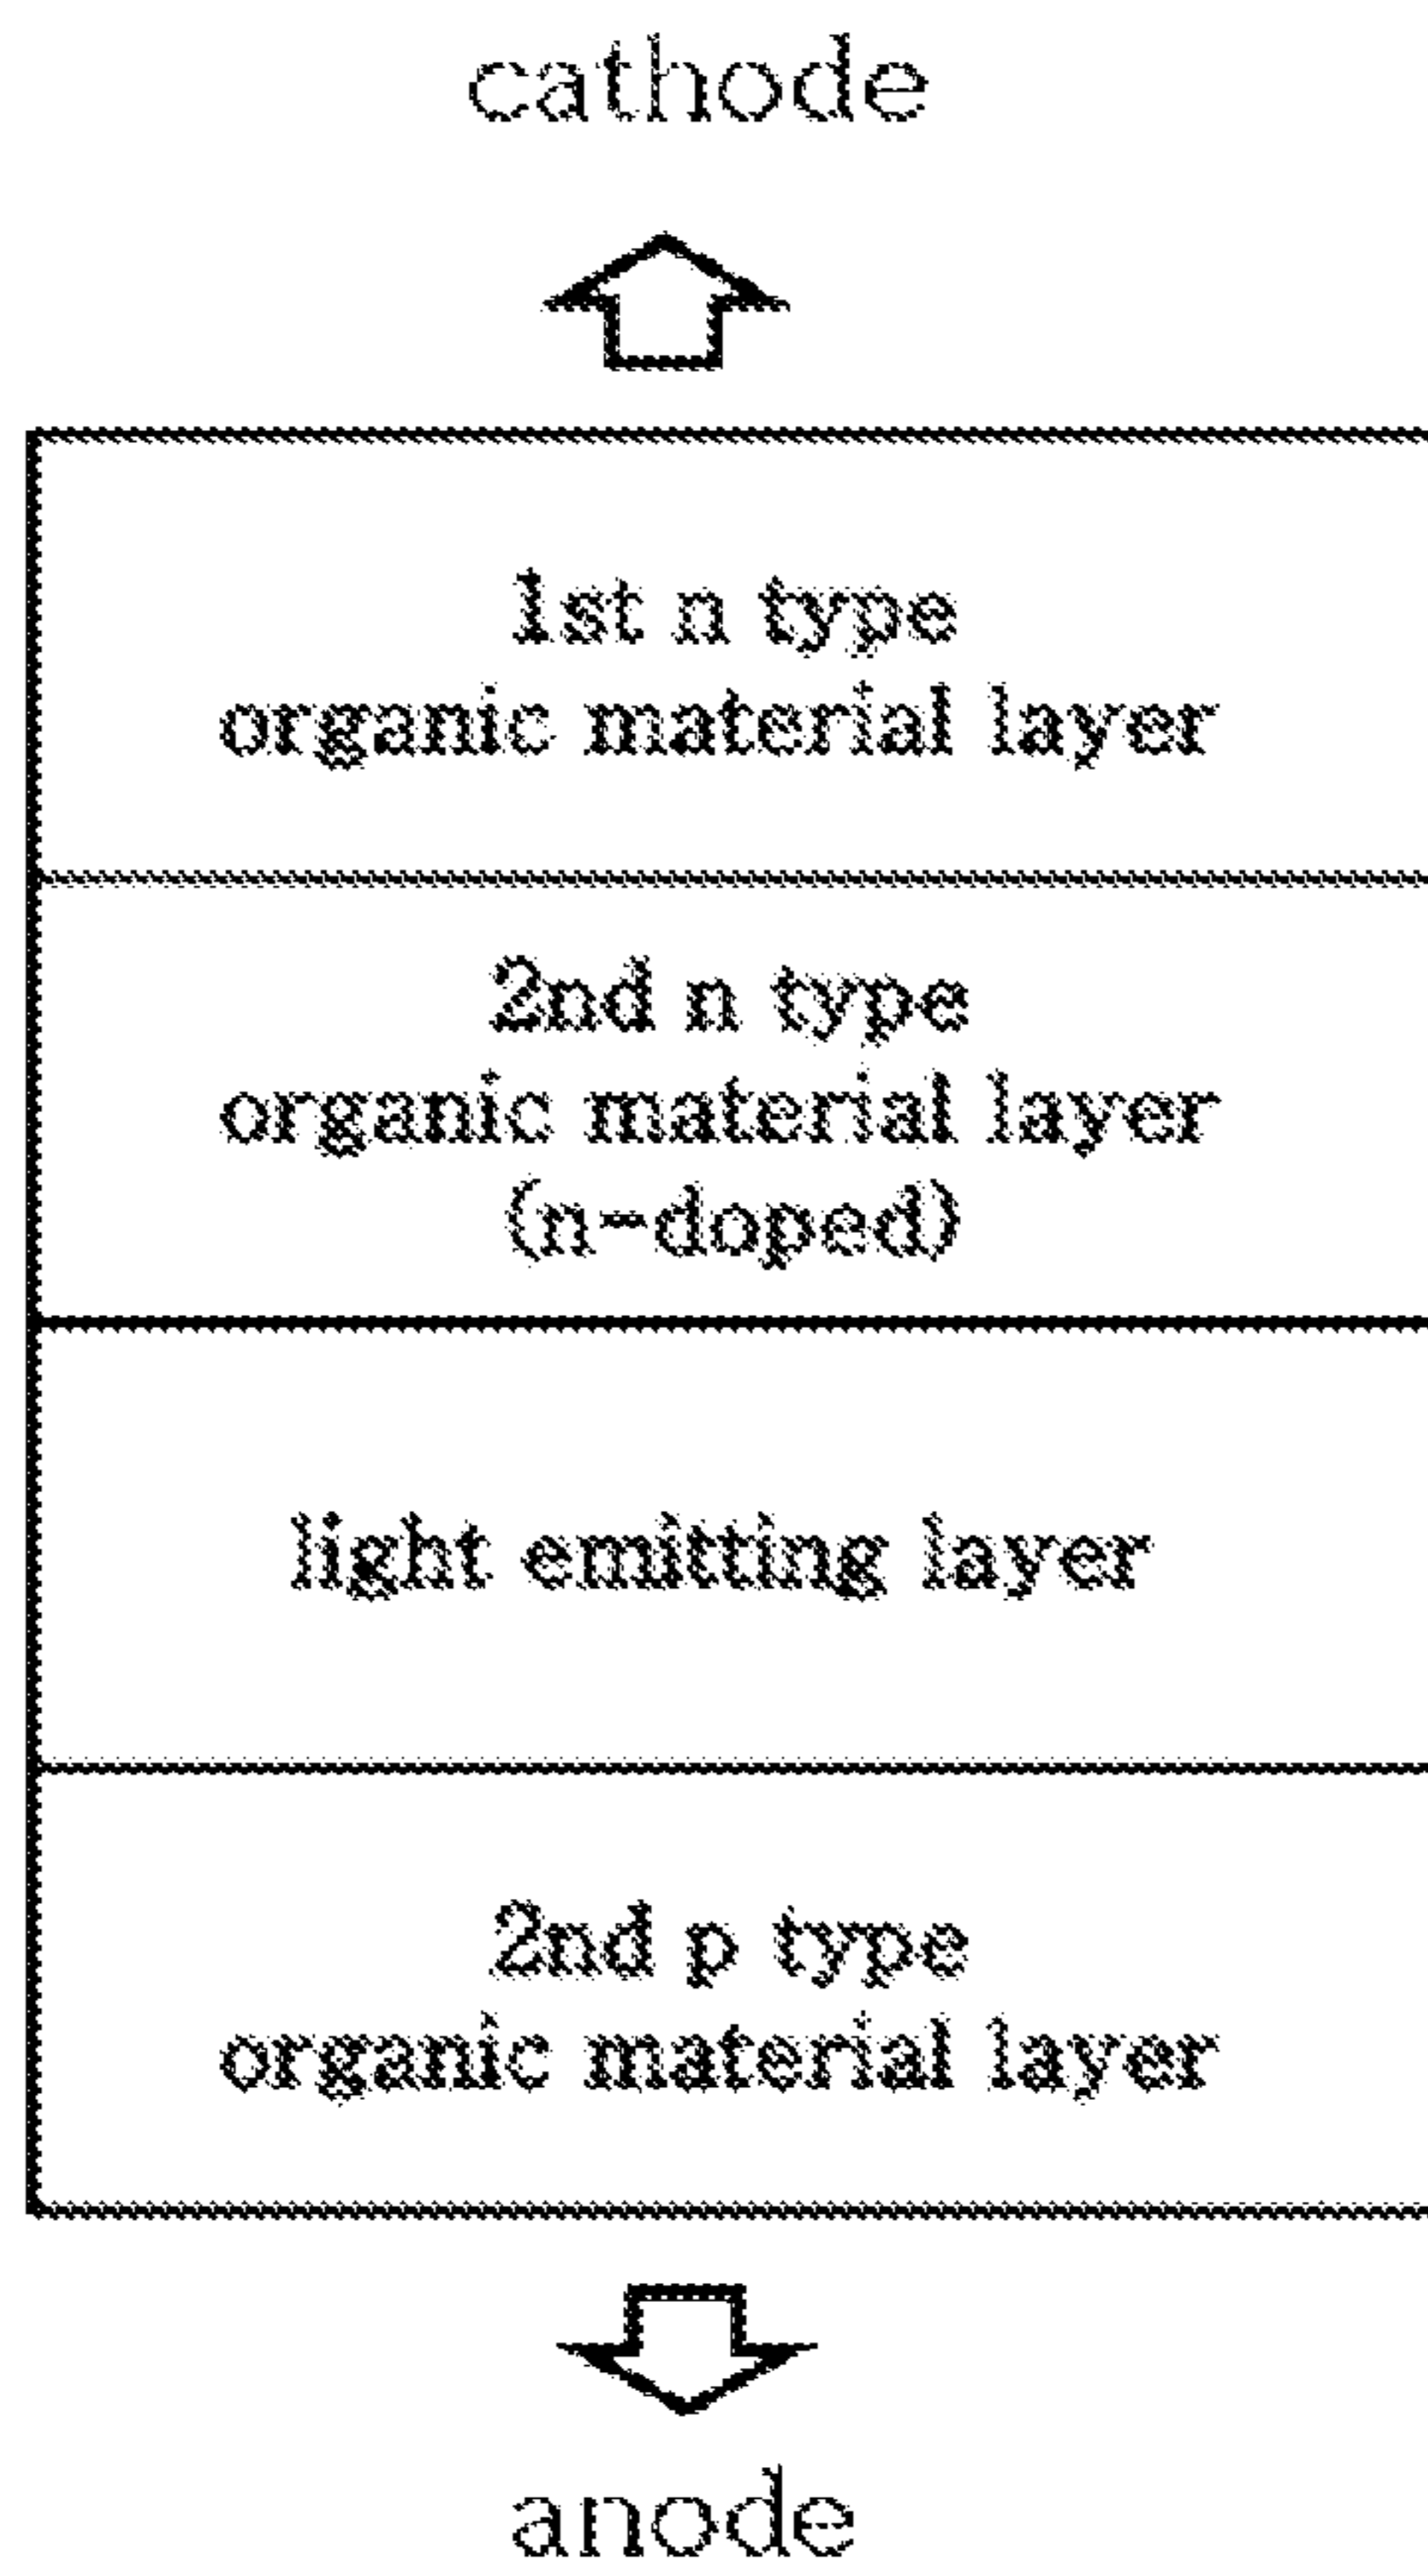 cathode
1st n type
organic material layer
2nd n type
organic material layer
(n-doped)
light emitting layer
2nd p type
organic material layer
anode